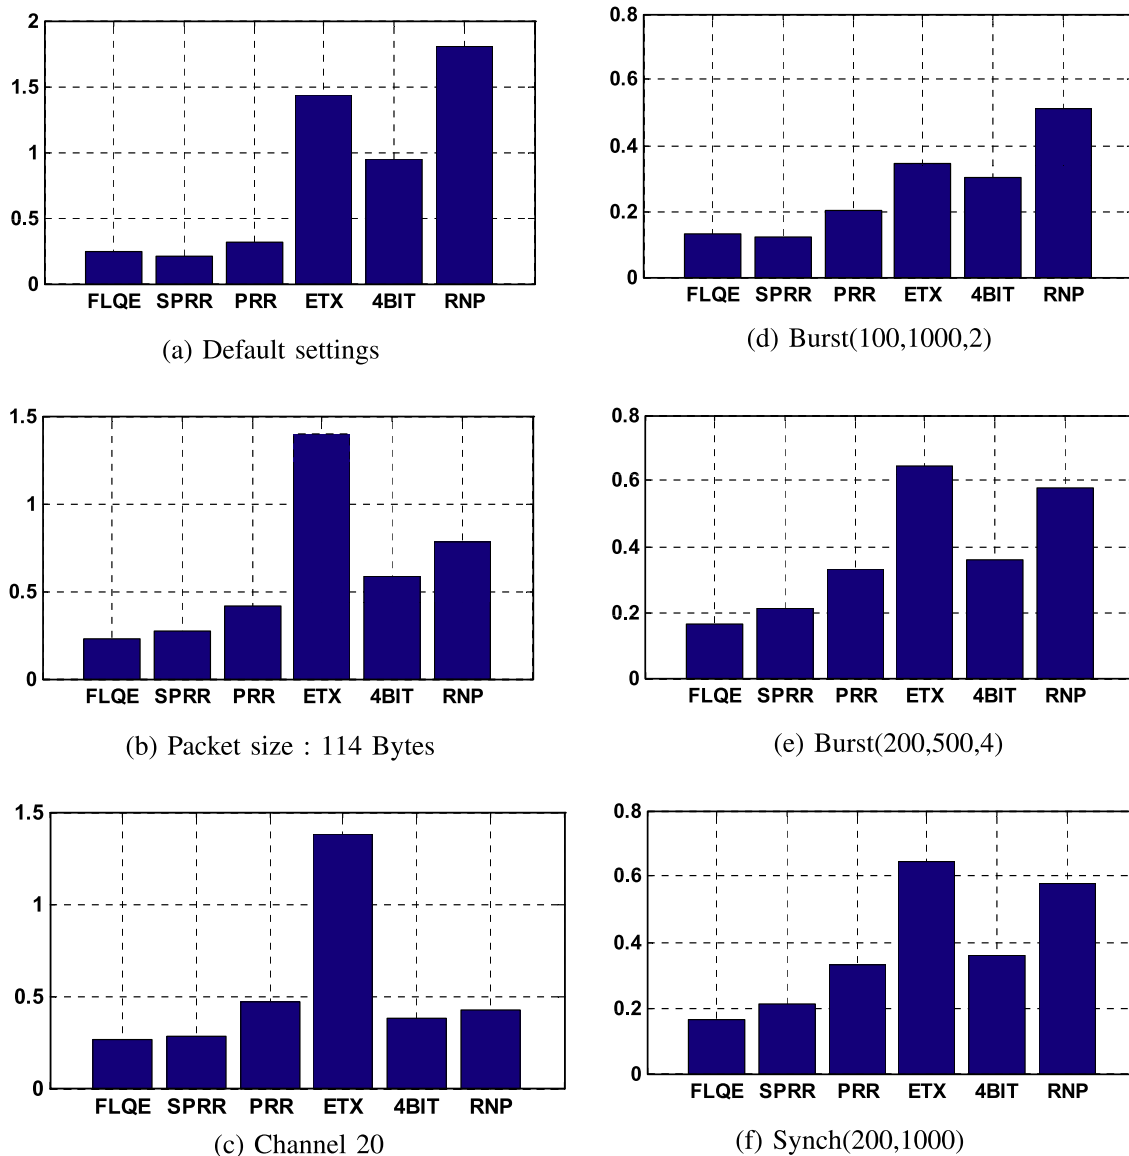 2
1.5
1
0.5
0
FLQE SPRR PRR ETX 4BIT RNP
(a) Default settings
0.8
0.6
0.4
0.2
0
FLQE SPRR PRR ETX 4BIT RNP
(d) Burst(100,1000,2)
1.5
1
0.5
0
FLQE SPRR PRR ETX 4BIT RNP
(b) Packet size : 114 Bytes
0.8
0.6
0.4
0.2
0
FLQE SPRR PRR ETX 4BIT RNP
(e) Burst(200,500,4)
1.5
1
0.5
0
FLQE SPRR PRR ETX 4BIT RNP
(c) Channel 20
0.8
0.6
0.4
0.2
0
FLQE SPRR PRR ETX 4BIT RNP
(f) Synch(200,1000)